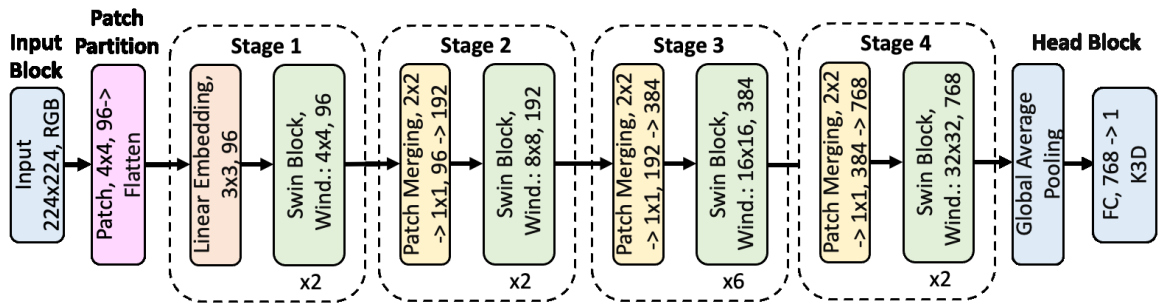 Input
Block
Input
224x224, RGB
Patch
Partition
Patch, 4x4, 96->
Flatten
Stage 1
Linear Embedding,
3x3, 96
Swin Block,
Wind.: 4x4, 96
x2
Stage 2
Patch Merging, 2x2
-> 1x1, 96 -> 192
Swin Block,
Wind.: 8x8, 192
x2
Stage 3
Patch Merging, 2x2
-> 1x1, 192 -> 384
Swin Block,
Wind.: 16x16, 384
x6
Stage 4
Patch Merging, 2x2
-> 1x1, 384 -> 768
Swin Block,
Wind.: 32x32, 768
x2
Head Block
Global Average
Pooling
FC, 768 -> 1
K3D